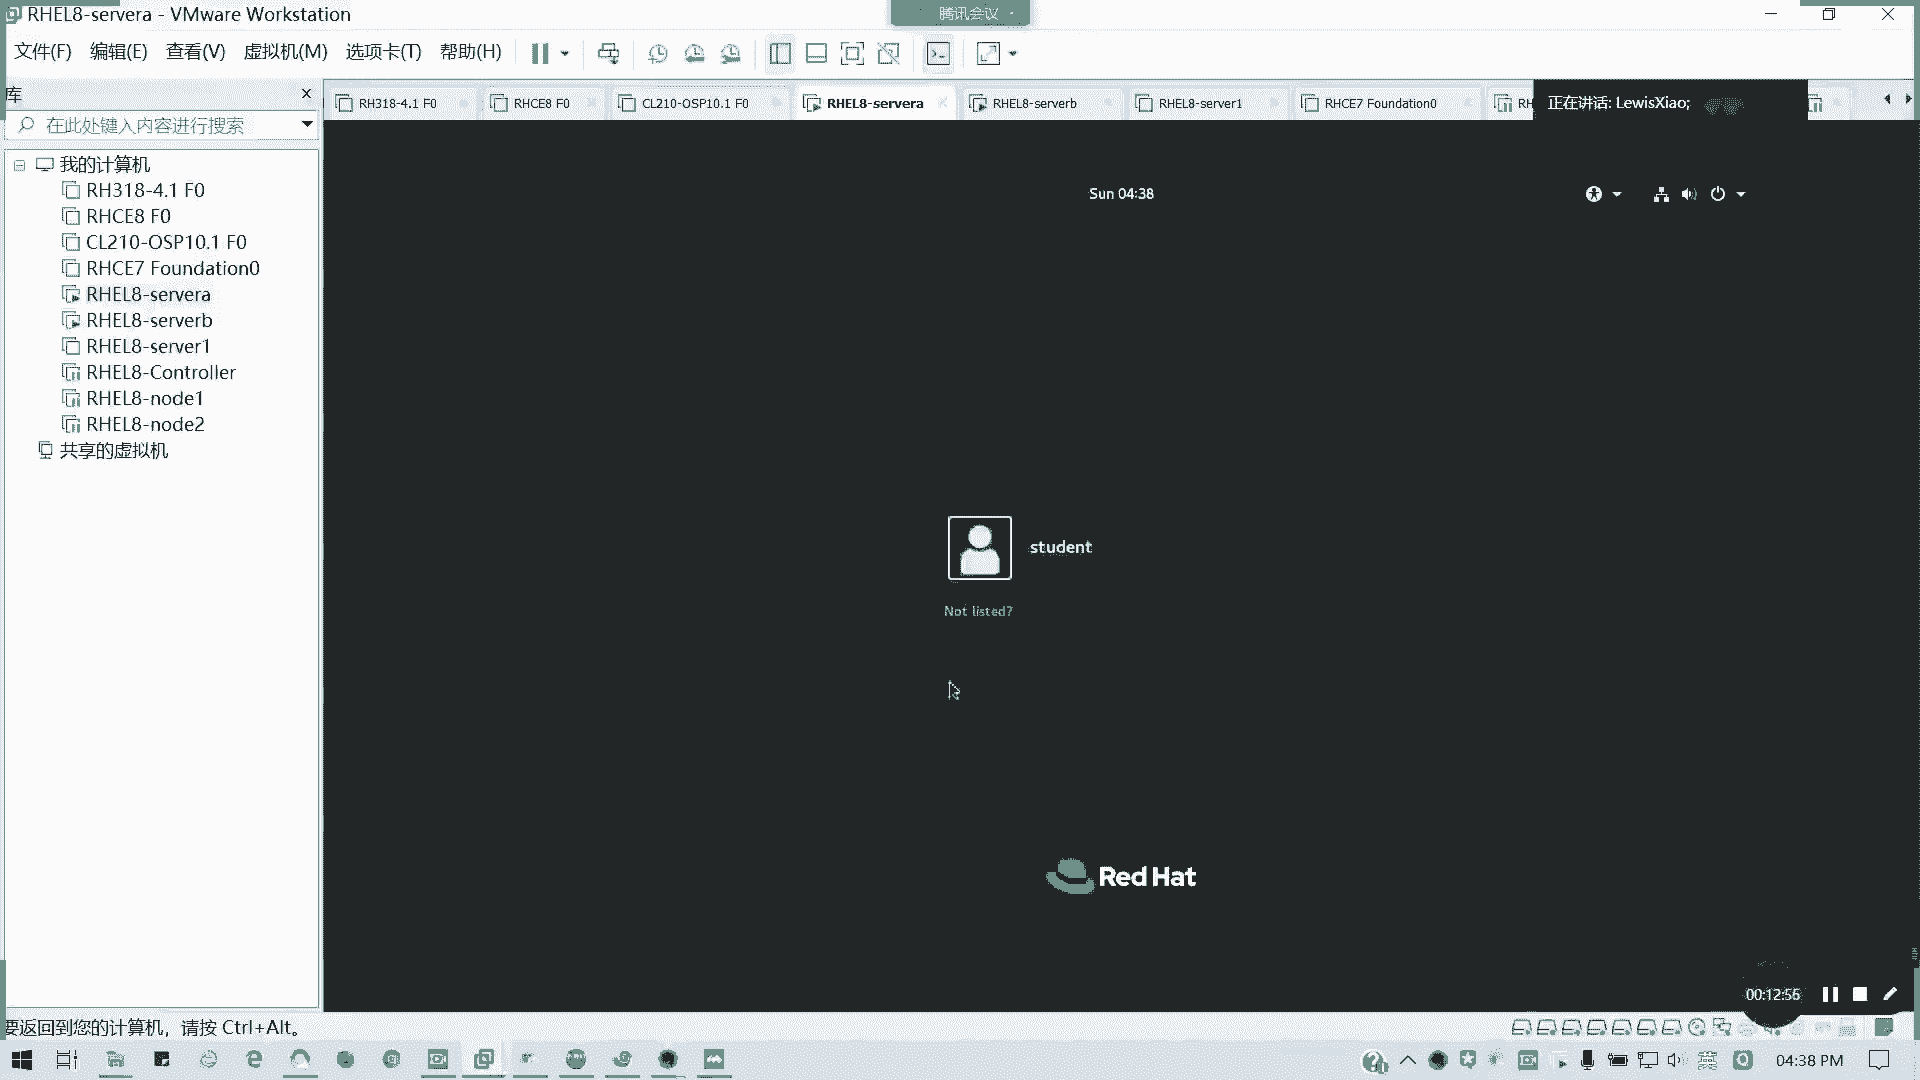 RHEL8-servera - VMware Workstation
腾讯会议
文件(F) 编辑(E) 查看(V) 虚拟机(M) 选项卡(T) 帮助(H)
库
RH318-4.1 F0
RHCE8 F0
CL210-OSP10.1 F0
RHEL8-servera
RHEL8-serverb
RHEL8-server1
RHCE7 Foundation0
RH
正在讲话: LewisXiao;
在此处键入内容进行搜索
我的计算机
RH318-4.1 F0
RHCE8 F0
CL210-OSP10.1 F0
RHCE7 Foundation0
RHEL8-servera
RHEL8-serverb
RHEL8-server1
RHEL8-Controller
RHEL8-node1
RHEL8-node2
共享的虚拟机
Sun 04:38
student
Not listed?
Red Hat
00:12:56
要返回到您的计算机，请按 Ctrl+Alt。
英
04:38 PM